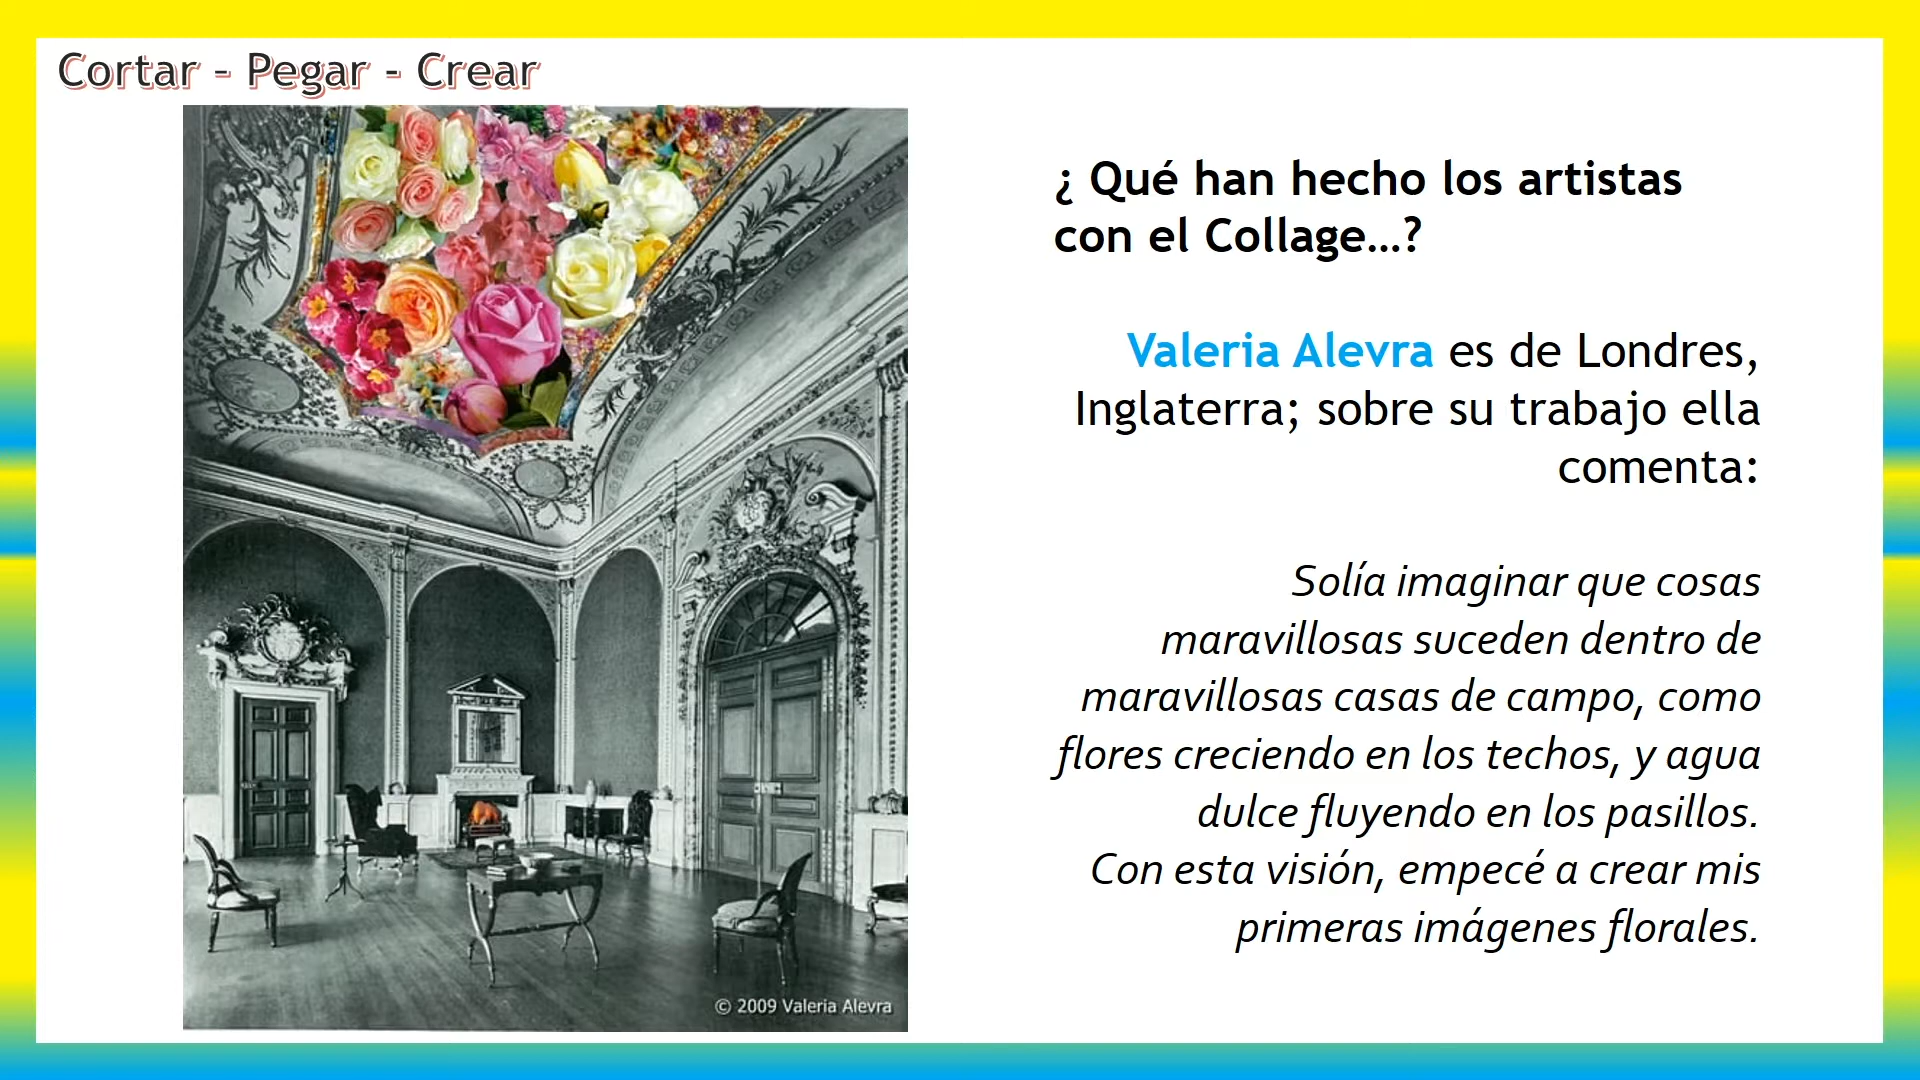 Cortar - Pegar - Crear
¿ Qué han hecho los artistas
con el Collage…?
Valeria Alevra es de Londres,
Inglaterra; sobre su trabajo ella
comenta:
Solía imaginar que cosas
maravillosas suceden dentro de
maravillosas casas de campo, como
flores creciendo en los techos, y agua
dulce fluyendo en los pasillos.
Con esta visión, empecé a crear mis
primeras imágenes florales.
© 2009 Valeria Alevra